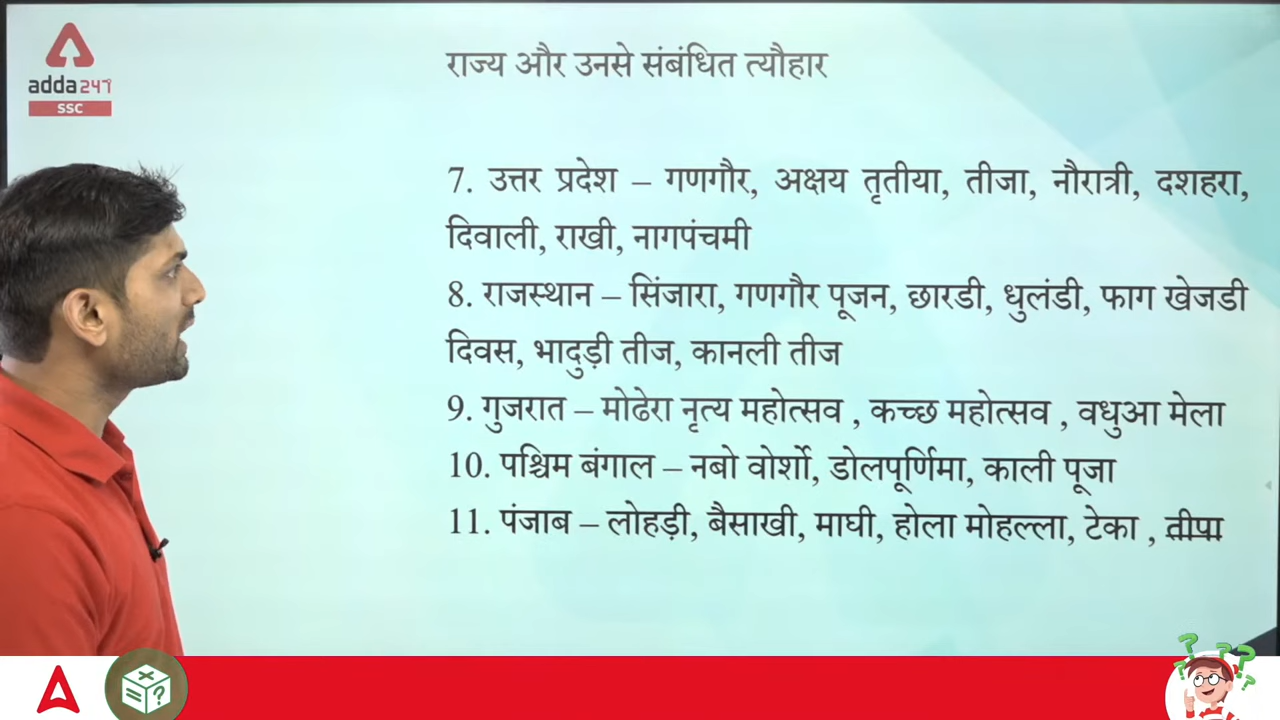 adda247
SSC
राज्य और उनसे संबंधित त्यौहार
7. उत्तर प्रदेश – गणगौर, अक्षय तृतीया, तीजा, नौरात्री, दशहरा,
दिवाली, राखी, नागपंचमी
8. राजस्थान – सिंजारा, गणगौर पूजन, छारडी, धुलंडी, फाग खेजडी
दिवस, भादुड़ी तीज, कानली तीज
9. गुजरात – मोढेरा नृत्य महोत्सव , कच्छ महोत्सव , वधुआ मेला
10. पश्चिम बंगाल – नबो वोर्शो, डोलपूर्णिमा, काली पूजा
11. पंजाब – लोहड़ी, बैसाखी, माघी, होला मोहल्ला, टेका , तीपा